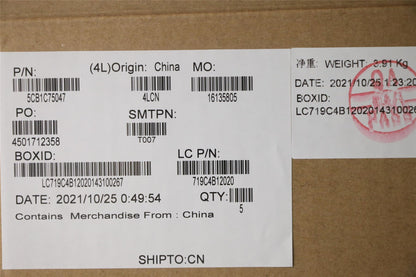 P/N:
(4L)Origin: China
MO:
5CB1C75047
4LCN
16135805
PO:
SMTPN:
4501712358
T007
BOXID:
LC P/N:
LC719C4B12020143100267
719C4B12020
DATE: 2021/10/25 0:49:54
QTY:
5
Contains Merchandise From : China
SHIPTO:CN
净重: WEIGHT: 3.91 Kg
DATE: 2021/10/25 1:23:20
BOXID:
LC719C4B12020143100267
QA